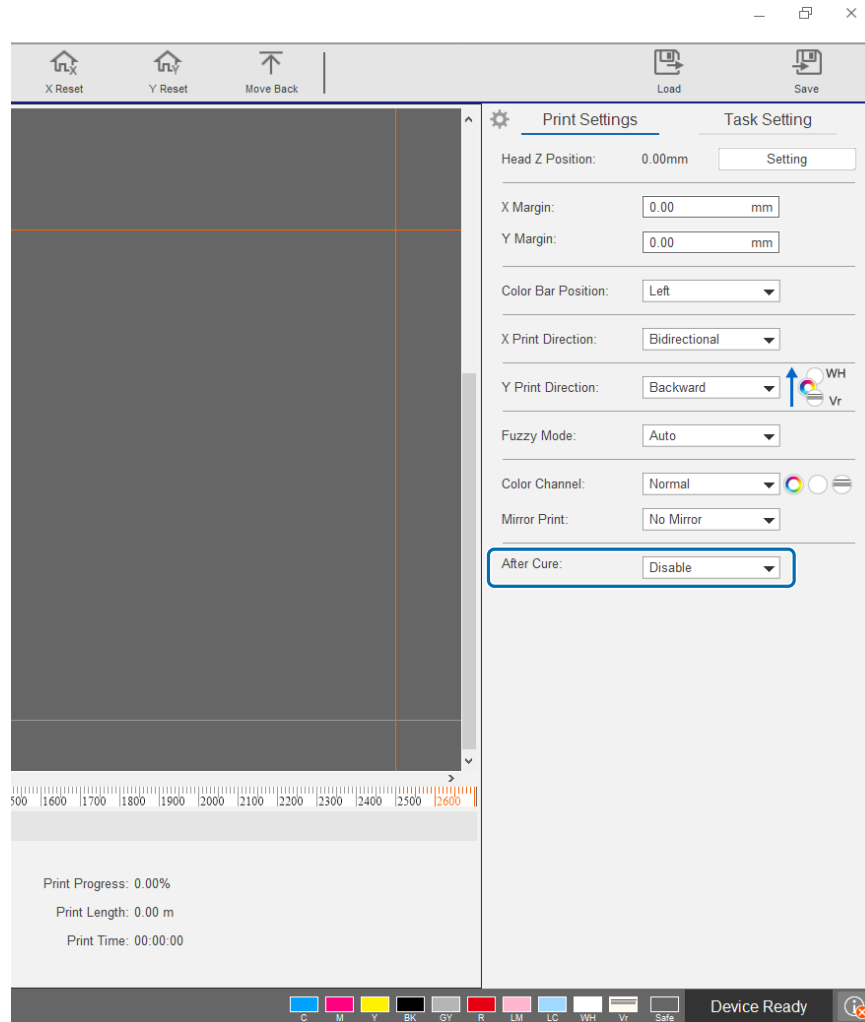 X Reset
Y Reset
Move Back
Load
Save
Print Settings
Task Setting
Head Z Position: 0.00mm Setting
X Margin: 0.00 mm
Y Margin: 0.00 mm
Color Bar Position: Left
X Print Direction: Bidirectional
Y Print Direction: Backward
WH
Vr
Fuzzy Mode: Auto
Color Channel: Normal
Mirror Print: No Mirror
After Cure: Disable
500 1600 1700 1800 1900 2000 2100 2200 2300 2400 2500 2600
Print Progress: 0.00%
Print Length: 0.00 m
Print Time: 00:00:00
C M Y BK GY R LM LC WH Vr Safe
Device Ready